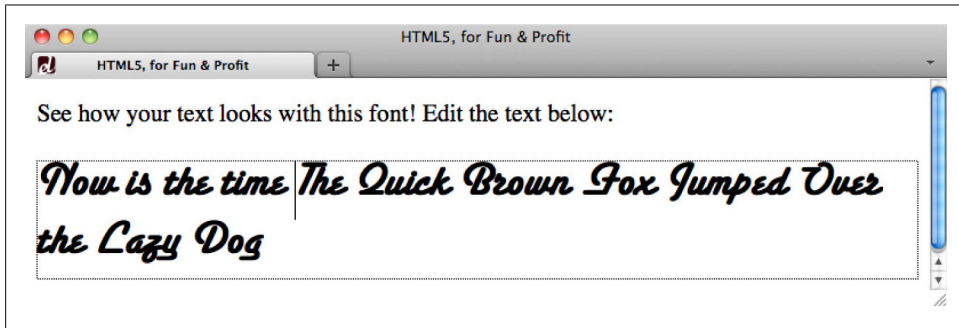 HTML5, for Fun & Profit
HTML5, for Fun & Profit
See how your text looks with this font! Edit the text below:
Now is the time The Quick Brown Fox Jumped Over
the Lazy Dog